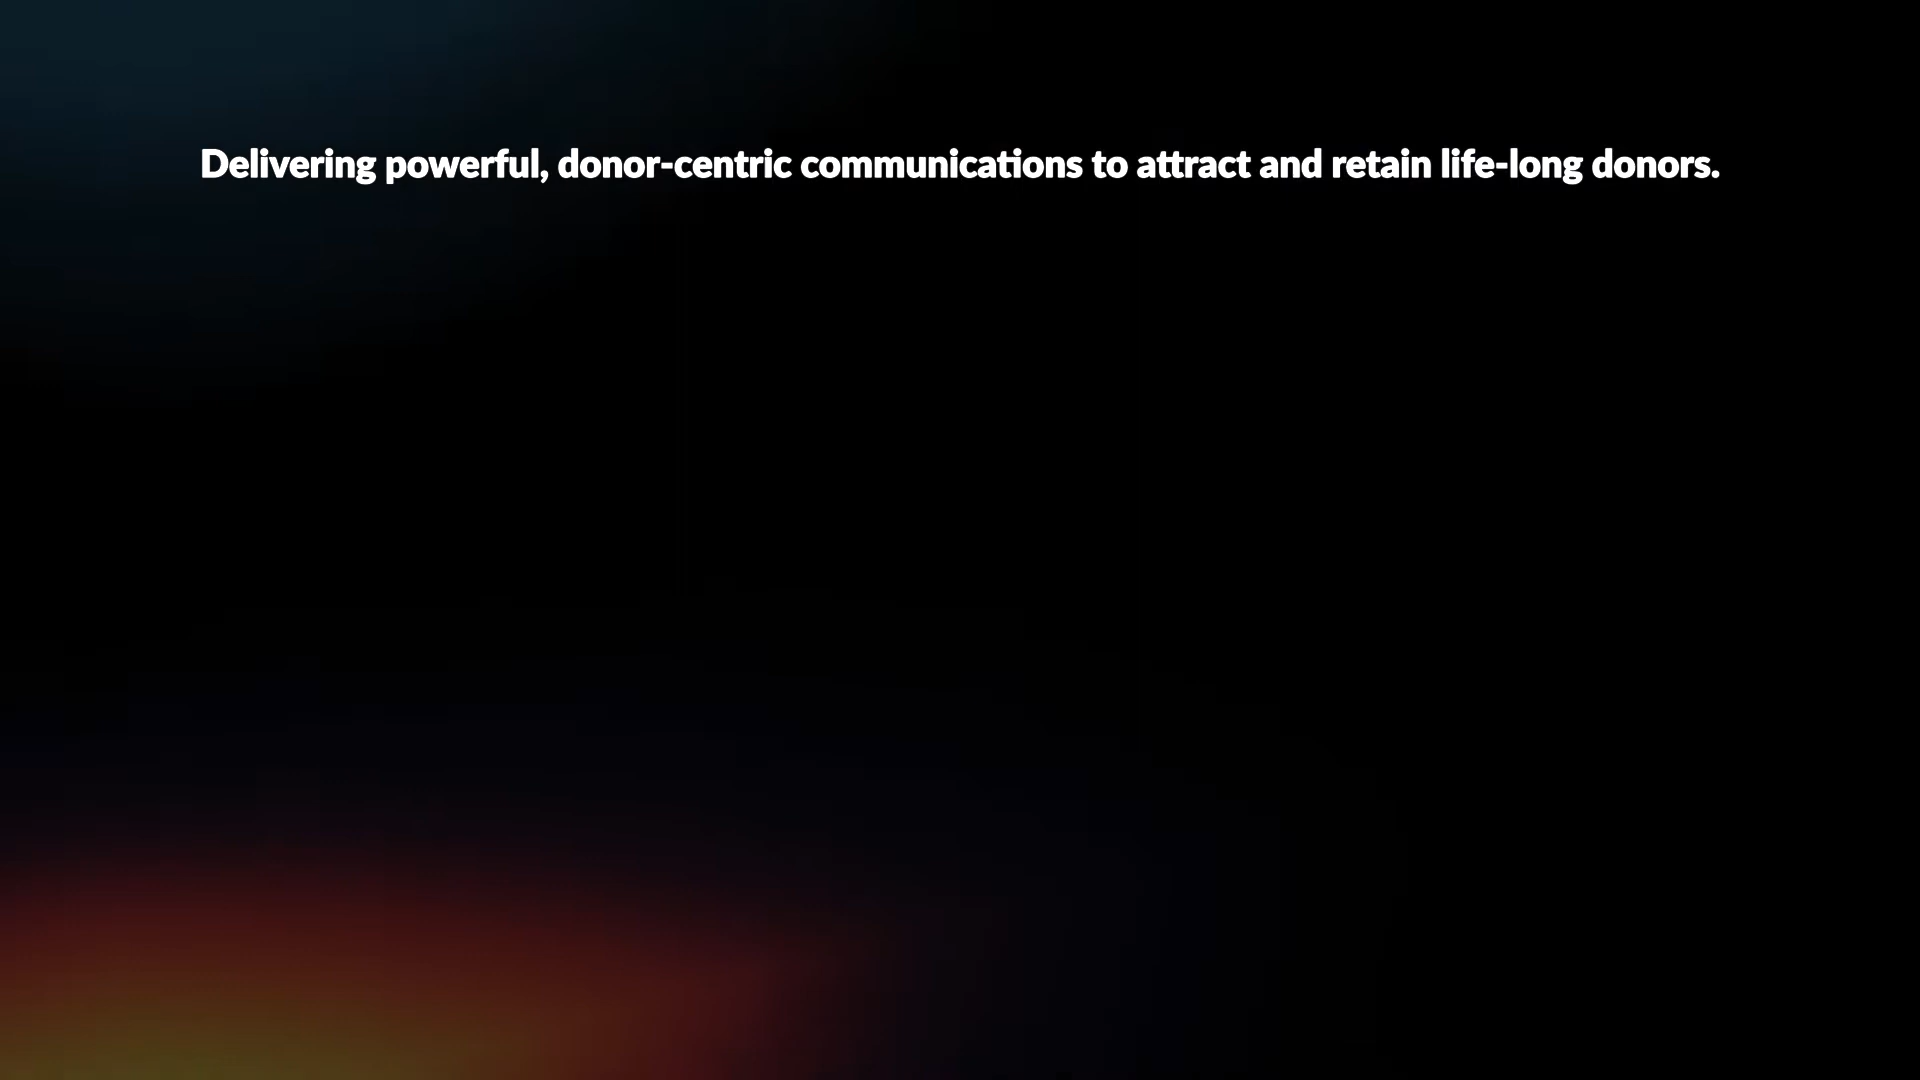 Delivering powerful, donor-centric communications to attract and retain life-long donors.